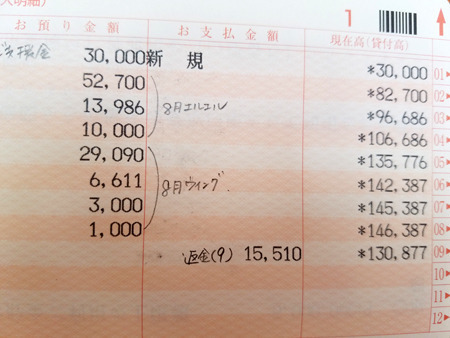 お預り金額 お支払金額 1 現在高(貸付高)
30,000 新規 *30,000 01
52,700 *82,700 02
13,986 8月エルエル *96,686 03
10,000 *106,686 04
29,090 *135,776 05
6,611 8月ウイング *142,387 06
3,000 *145,387 07
1,000 *146,387 08
返金(9) 15,510 *130,877 09
10
11
12